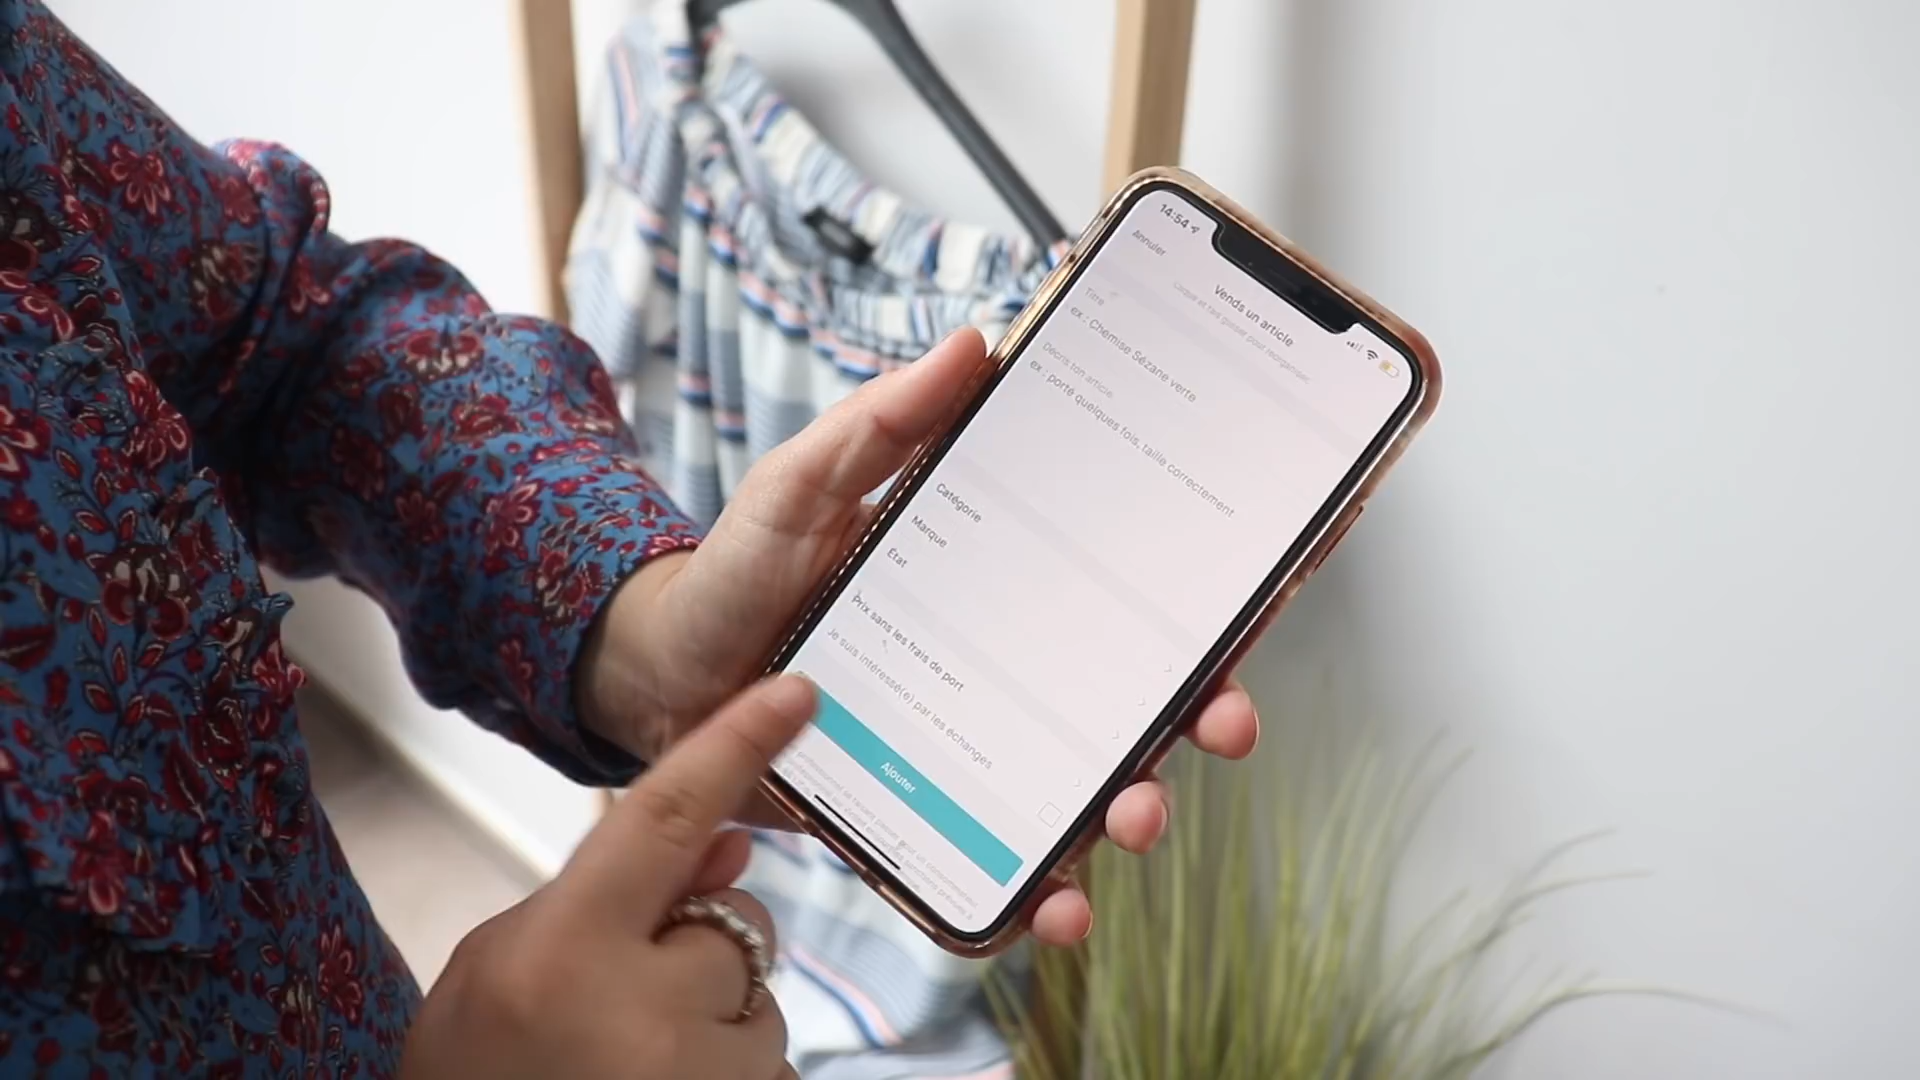 14:54
Annuler
Vends un article
Titre
ex : Chemise Sézane verte
Décris ton article
ex : porté quelques fois, taille correctement
Catégorie
Marque
État
Prix sans les frais de port
Je suis intéressé(e) par les échanges
Ajouter